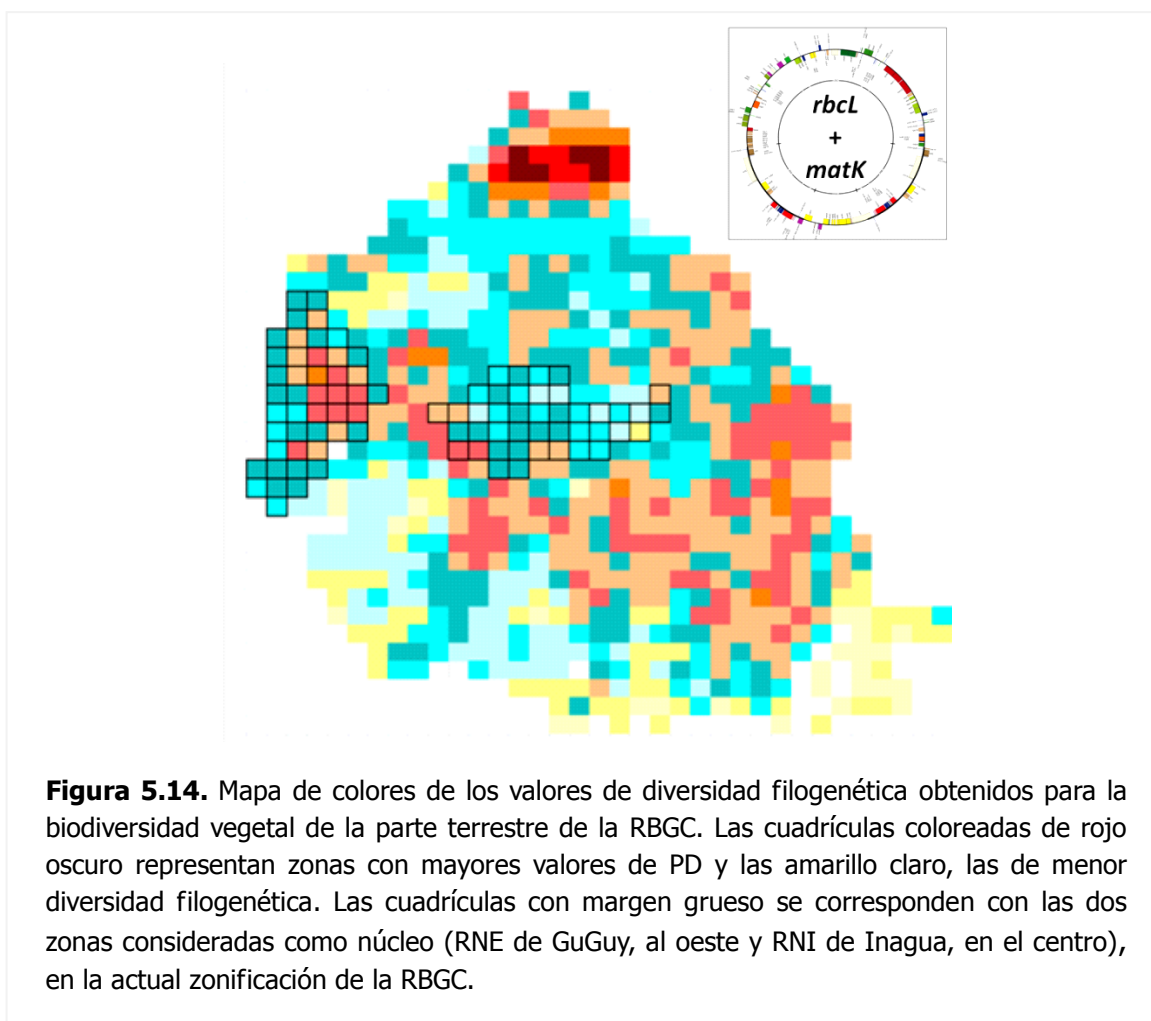 rbcL
+
matK
Figura 5.14. Mapa de colores de los valores de diversidad filogenética obtenidos para la
biodiversidad vegetal de la parte terrestre de la RBGC. Las cuadrículas coloreadas de rojo
oscuro representan zonas con mayores valores de PD y las amarillo claro, las de menor
diversidad filogenética. Las cuadrículas con margen grueso se corresponden con las dos
zonas consideradas como núcleo (RNE de GuGuy, al oeste y RNI de Inagua, en el centro),
en la actual zonificación de la RBGC.